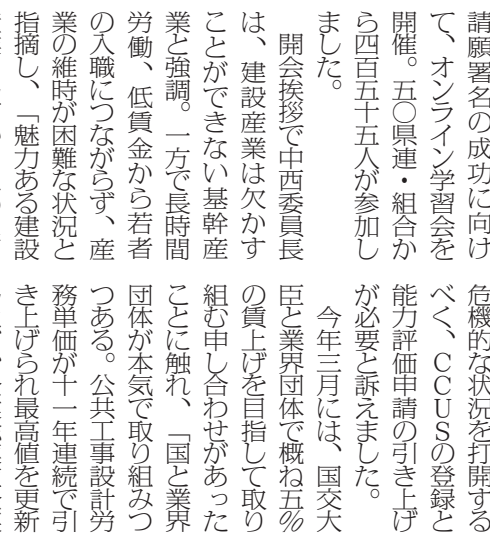 請願署名の成功に向け
て、オンライン学習会を
開催。五〇県連・組合か
ら四百五十五人が参加し
ました。
　開会挨拶で中西委員長
は、建設産業は欠かす
ことができない基幹産
業と強調。一方で長時間
労働、低賃金から若者
の入職につながらず、産
業の維時が困難な状況と
指摘し、「魅力ある建設
危機的な状況を打開する
べく、CCUSの登録と
能力評価申請の引き上げ
が必要と訴えました。
　今年三月には、国交大
臣と業界団体で概ね五%
の賃上げを目指して取り
組む申し合わせがあった
ことに触れ、「国と業界
団体が本気で取り組みつ
つある。公共工事設計労
務単価が十一年連続で引
き上げられ最高値を更新